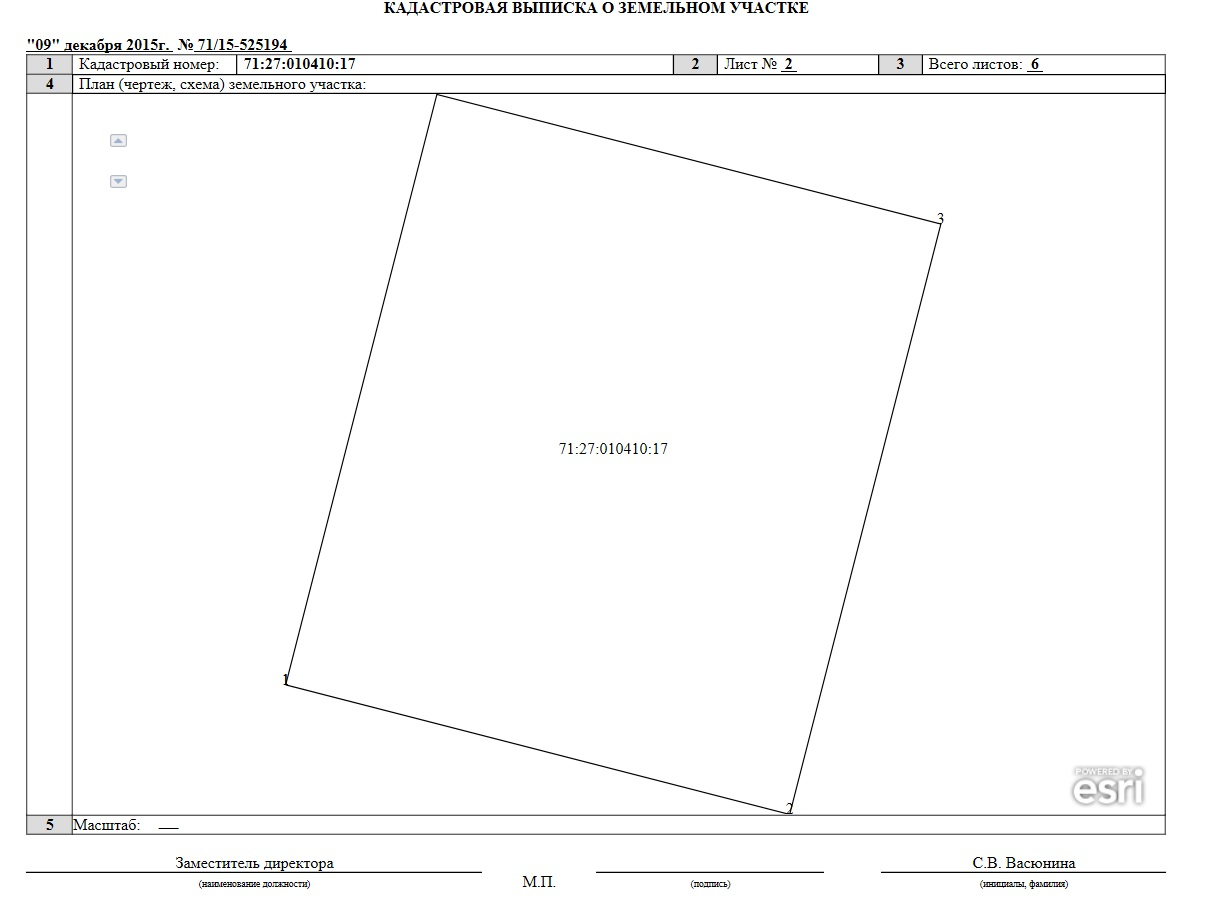 КАДАСТРОВАЯ ВЫПИСКА О ЗЕМЕЛЬНОМ УЧАСТКЕ
"09" декабря 2015г. № 71/15-525194
1 Кадастровый номер: 71:27:010410:17 2 Лист № 2 3 Всего листов: 6
4 План (чертеж, схема) земельного участка:
3
71:27:010410:17
1
POWERED BY
esri
2
5 Масштаб:
Заместитель директора С.В. Васюнина
(наименование должности) М.П. (подпись) (инициалы, фамилия)